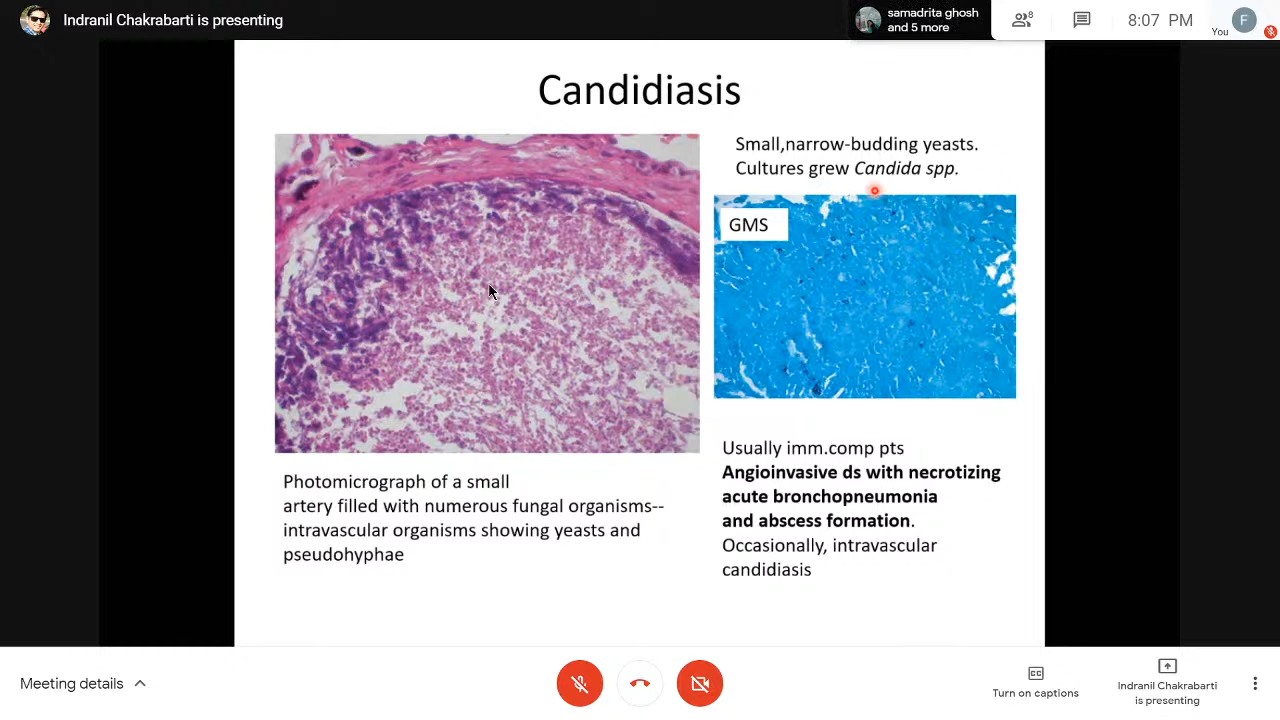 Indranil Chakrabarti is presenting
samadrita ghosh
and 5 more
8
8:07 PM
You
F
Candidiasis
Small,narrow-budding yeasts.
Cultures grew Candida spp.
GMS
Photomicrograph of a small
artery filled with numerous fungal organisms--
intravascular organisms showing yeasts and
pseudohyphae
Usually imm.comp pts
Angioinvasive ds with necrotizing
acute bronchopneumonia
and abscess formation.
Occasionally, intravascular
candidiasis
Meeting details
CC
Turn on captions
Indranil Chakrabarti
is presenting